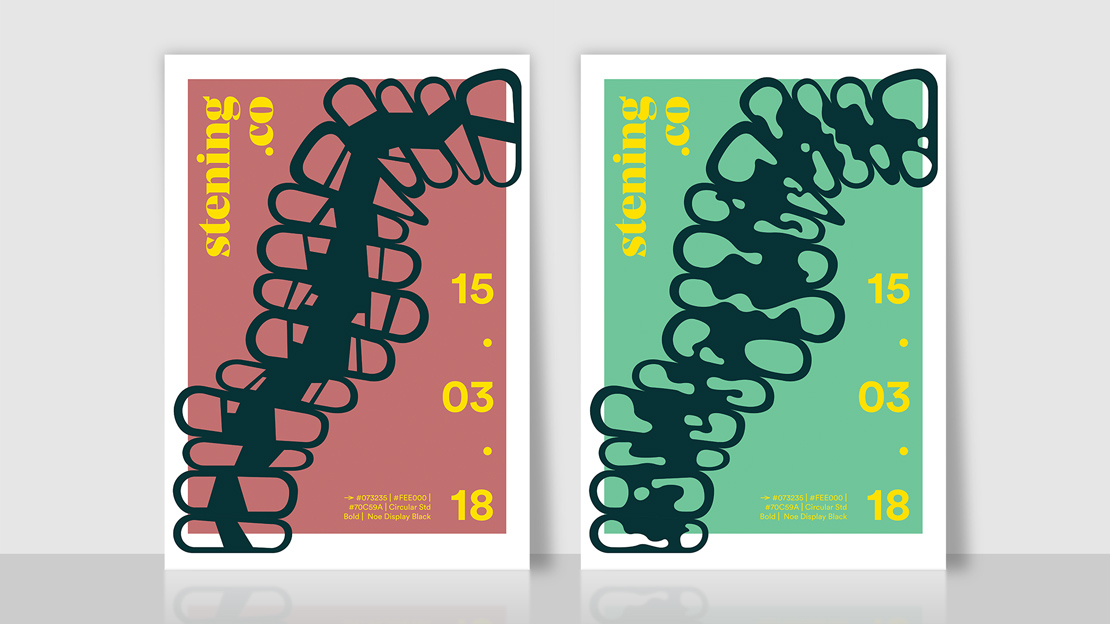 stening
.co
15
.
03
.
18
→ #073235 | #FEE000 |
#70C59A | Circular Std
Bold | Noe Display Black
stening
.co
15
.
03
.
18
→ #073235 | #FEE000 |
#70C59A | Circular Std
Bold | Noe Display Black